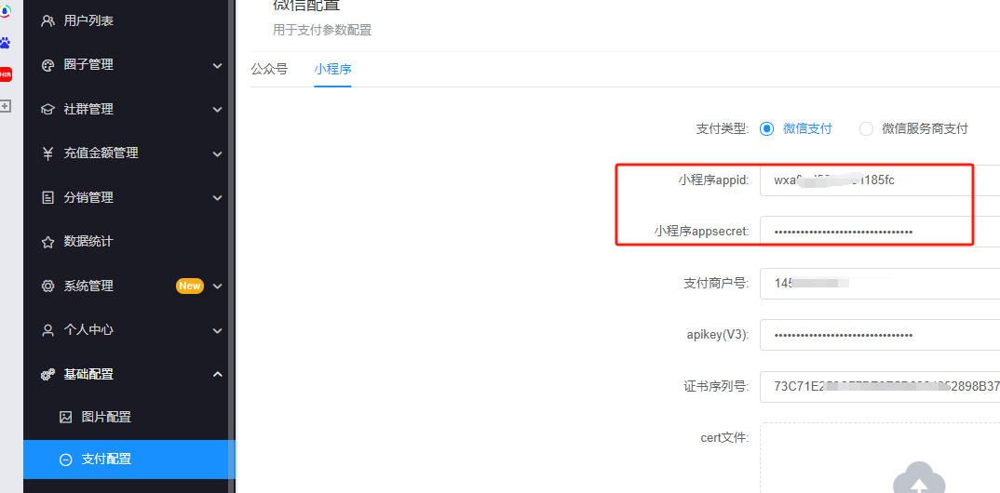 用户列表
圈子管理
社群管理
充值金额管理
分销管理
数据统计
系统管理 New
个人中心
基础配置
图片配置
支付配置
微信配置
用于支付参数配置
公众号 小程序
支付类型: 微信支付 微信服务商支付
小程序appid: wxa 185fc
小程序appsecret: ••••••••••••••••••••••••••••••••
支付商户号: 145
apikey(V3): ••••••••••••••••••••••••••••••••
证书序列号: 73C71E2 2898B37
cert文件: